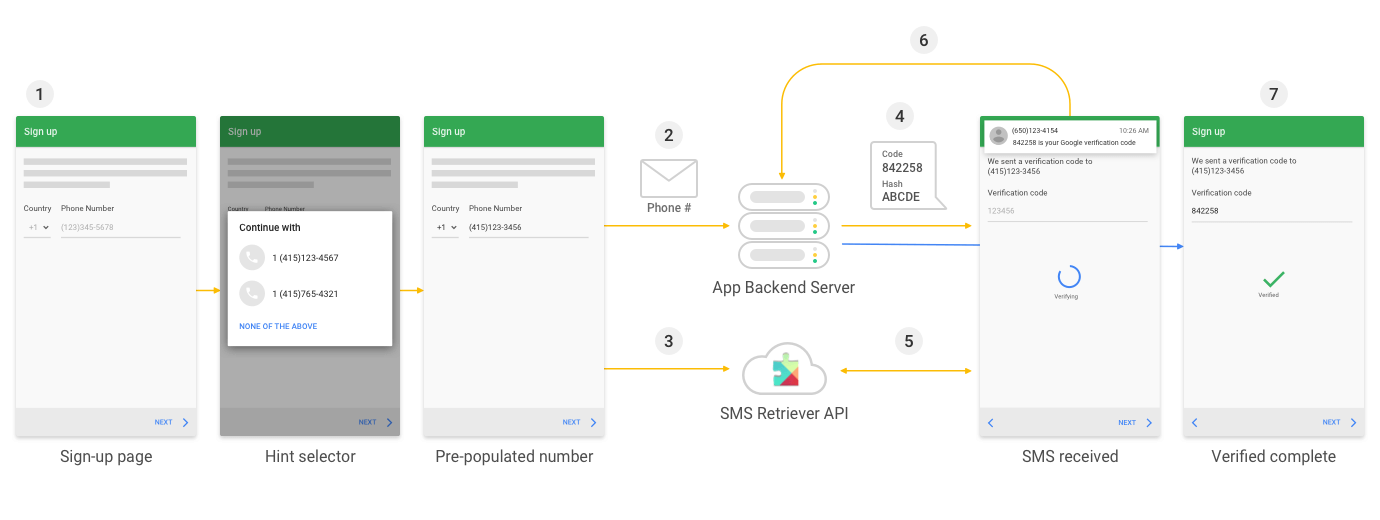 1
Sign up
Country
Phone Number
+1
(123)345-5678
NEXT
Sign-up page
Sign up
Country
Phone Number
Continue with
1 (415)123-4567
1 (415)765-4321
NONE OF THE ABOVE
NEXT
Hint selector
Sign up
Country
Phone Number
+1
(415)123-3456
NEXT
Pre-populated number
2
Phone #
3
App Backend Server
SMS Retriever API
4
Code
842258
Hash
ABCDE
5
6
(650)123-4154
10:26 AM
842258 is your Google verification code
We sent a verification code to
(415)123-3456
Verification code
123456
Verifying
NEXT
SMS received
7
Sign up
We sent a verification code to
(415)123-3456
Verification code
842258
Verified
NEXT
Verified complete